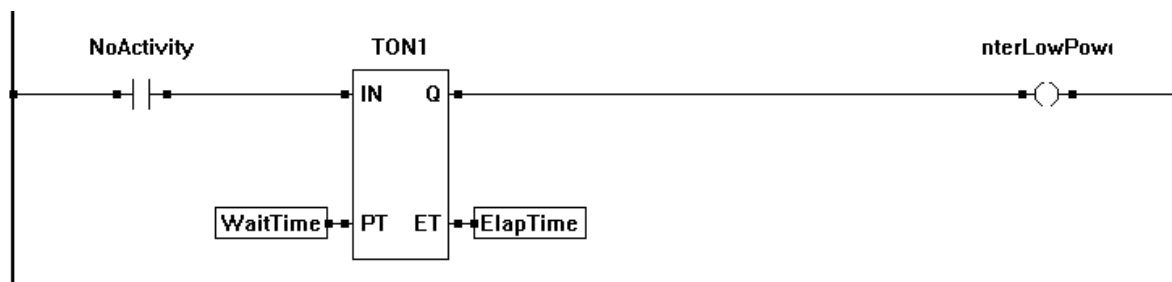 NoActivity
TON1
nterLowPow
IN
Q
WaitTime
PT
ET
ElapTime